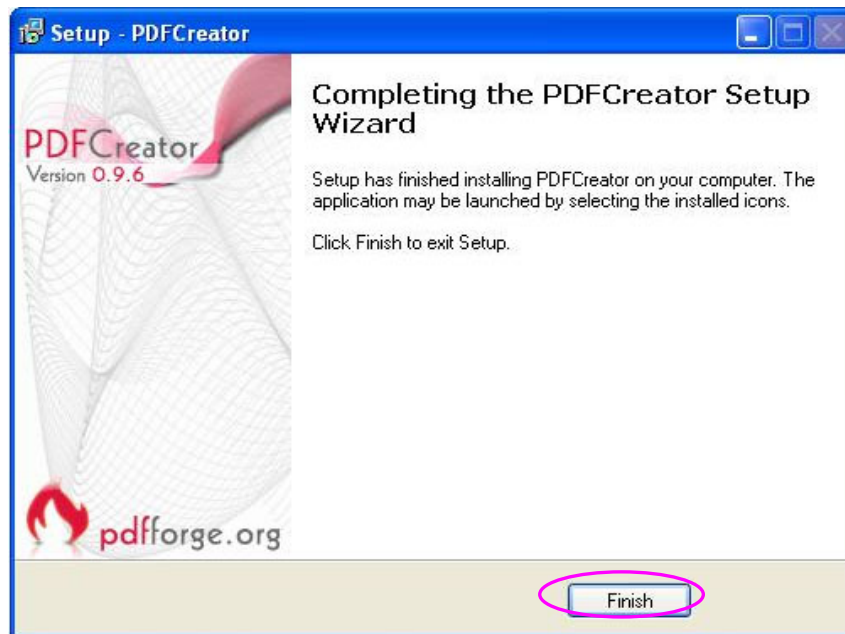 Setup - PDFCreator
PDFCreator
Version 0.9.6
Completing the PDFCreator Setup
Wizard
Setup has finished installing PDFCreator on your computer. The
application may be launched by selecting the installed icons.
Click Finish to exit Setup.
pdfforge.org
Finish